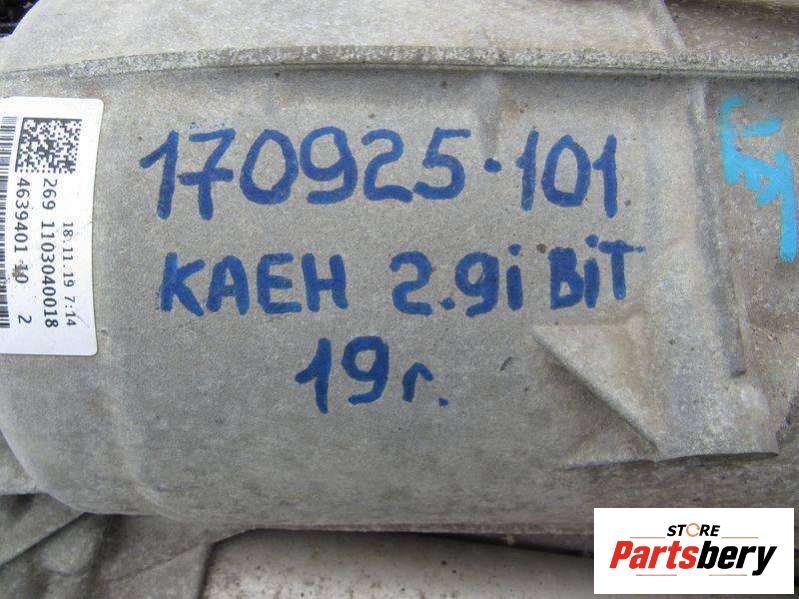 170925-101
КАЕН 2.9i BiT
19г.
18.11.19 7:14
269 1103040018
4639401 10 2
STORE
Partsbery